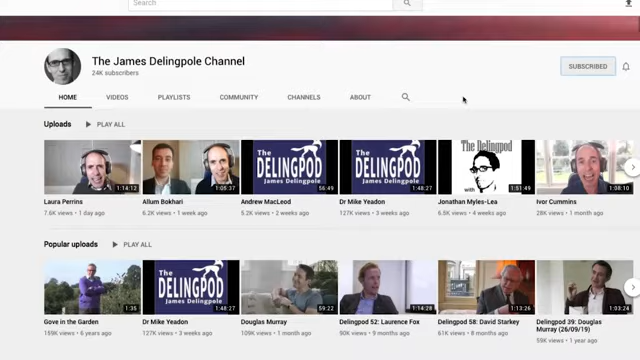 Search
The James Delingpole Channel
24K subscribers
SUBSCRIBED
HOME VIDEOS PLAYLISTS COMMUNITY CHANNELS ABOUT
Uploads PLAY ALL
The DELINGPOD James Delingpole
The DELINGPOD James Delingpole
The Delingpod
with
1:14:12 1:05:37 56:49 1:48:27 1:51:49 1:08:10
Laura Perrins Allum Bokhari Andrew MacLeod Dr Mike Yeadon Jonathan Myles-Lea Ivor Cummins
7.6K views • 1 day ago 6.2K views • 1 week ago 5.2K views • 2 weeks ago 127K views • 3 weeks ago 6.5K views • 4 weeks ago 28K views • 1 month ago
Popular uploads PLAY ALL
The DELINGPOD James Delingpole
1:35 1:48:27 59:22 1:14:28 1:13:26 1:03:24
Gove in the Garden Dr Mike Yeadon Douglas Murray Delingpod 52: Laurence Fox Delingpod 58: David Starkey Delingpod 39: Douglas
Murray (26/09/19)
159K views • 6 years ago 127K views • 3 weeks ago 109K views • 1 month ago 90K views • 9 months ago 61K views • 8 months ago
59K views • 1 year ago